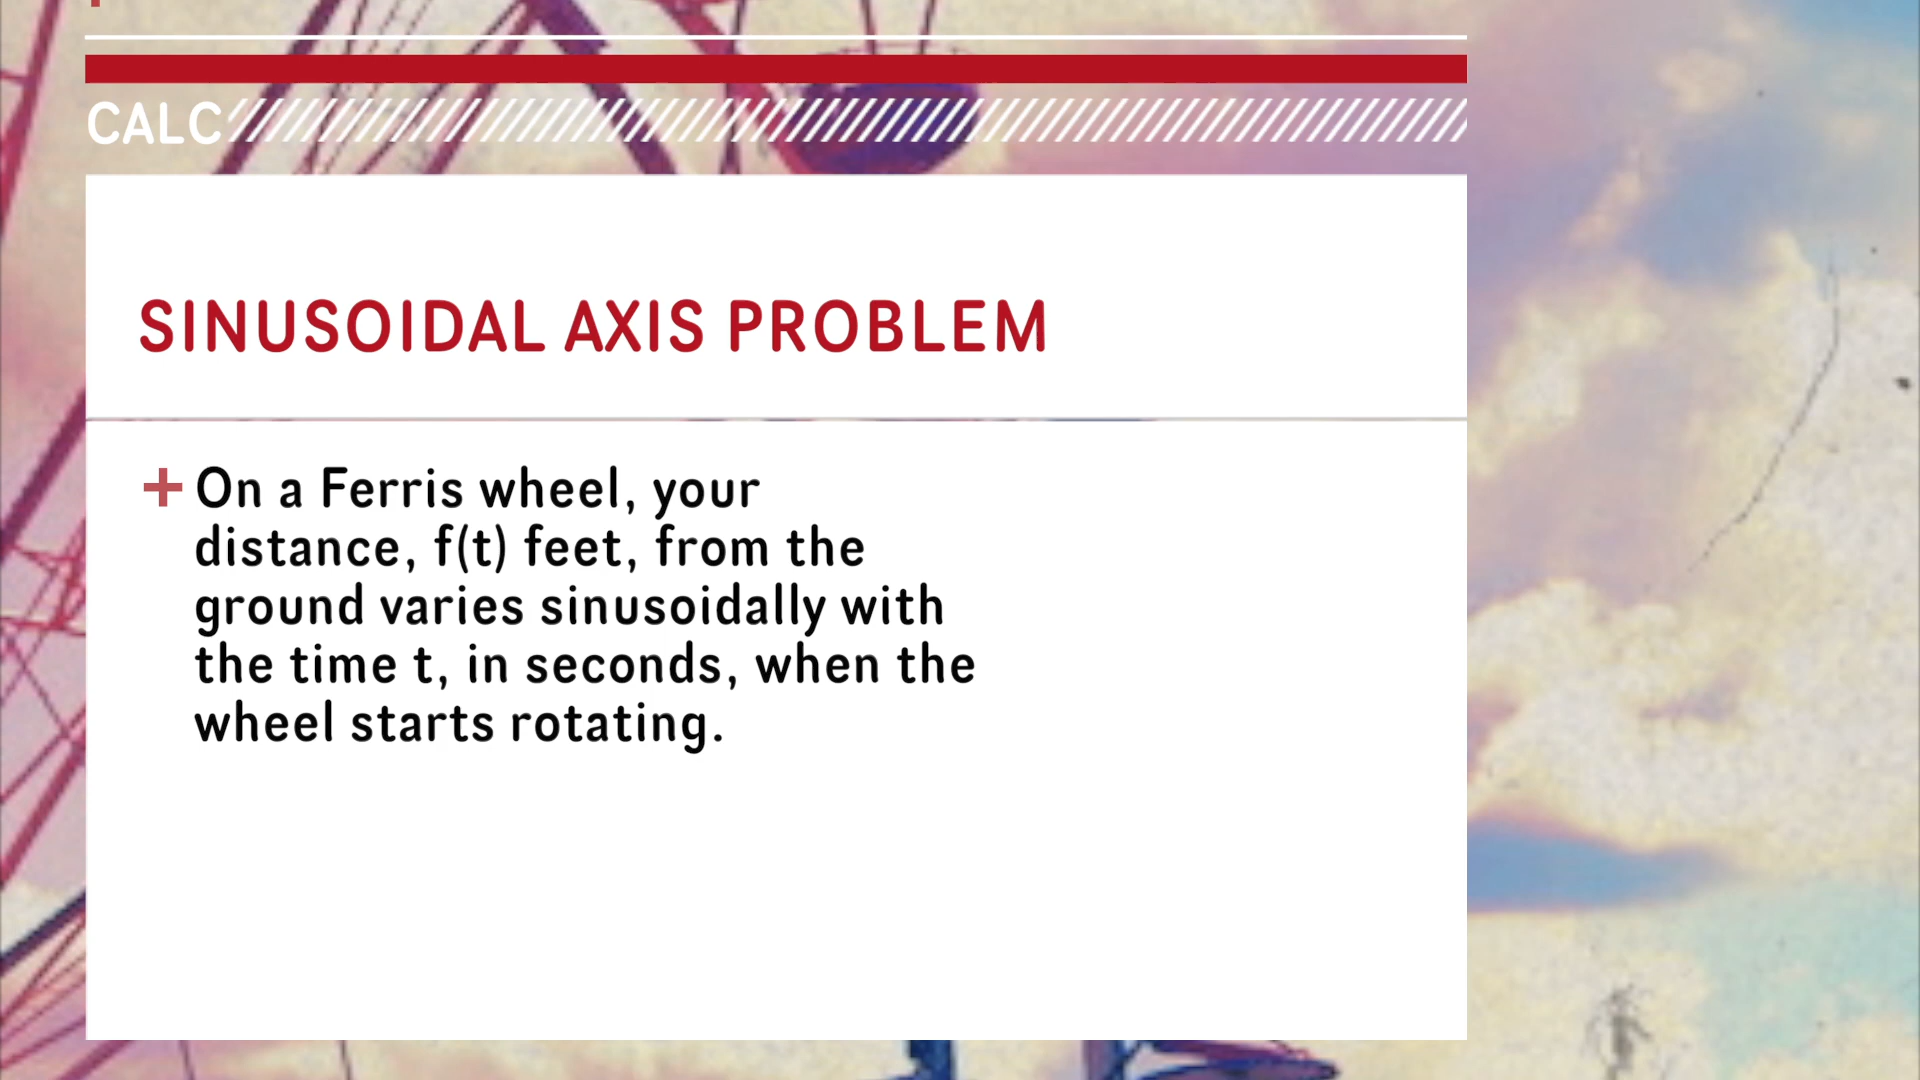 CALC
SINUSOIDAL AXIS PROBLEM
+ On a Ferris wheel, your
distance, f(t) feet, from the
ground varies sinusoidally with
the time t, in seconds, when the
wheel starts rotating.